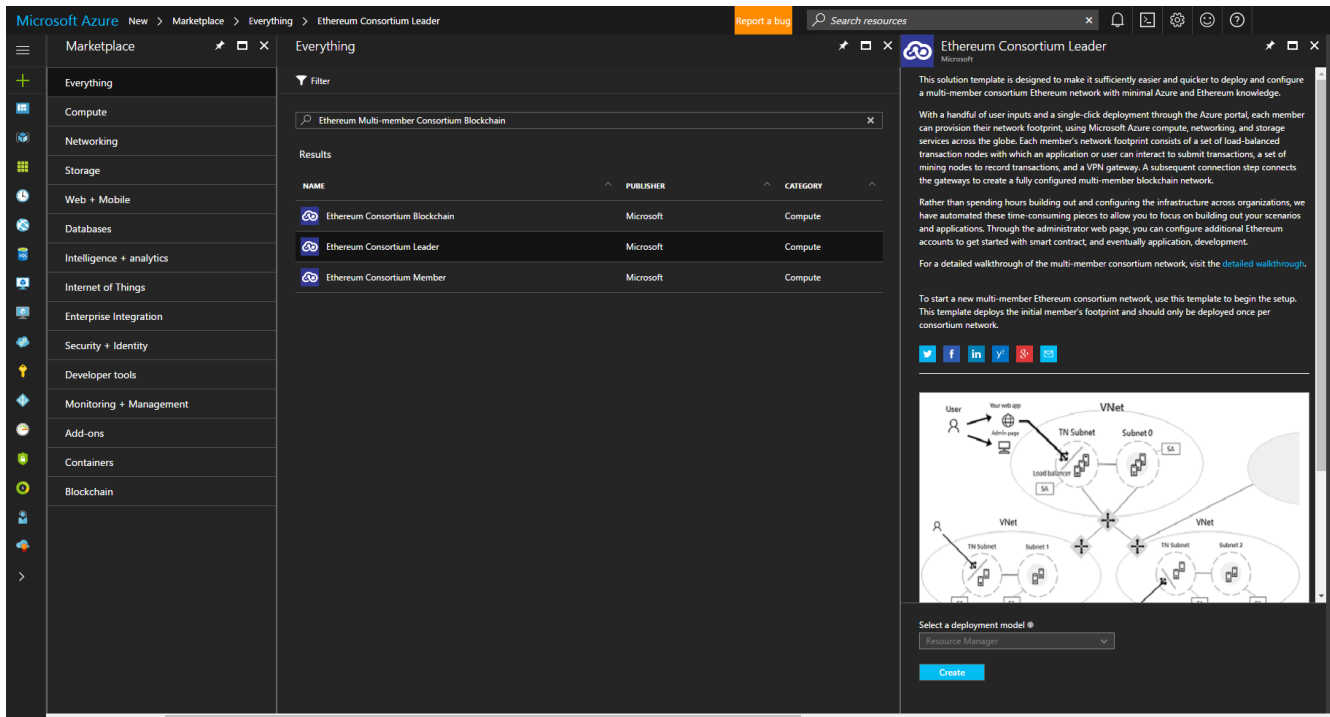 Microsoft Azure New > Marketplace > Everything > Ethereum Consortium Leader
Report a bug
Search resources
Marketplace
Everything
Compute
Networking
Storage
Web + Mobile
Databases
Intelligence + analytics
Internet of Things
Enterprise Integration
Security + Identity
Developer tools
Monitoring + Management
Add-ons
Containers
Blockchain
Everything
Filter
Ethereum Multi-member Consortium Blockchain
Results
NAME PUBLISHER CATEGORY
Ethereum Consortium Blockchain Microsoft Compute
Ethereum Consortium Leader Microsoft Compute
Ethereum Consortium Member Microsoft Compute
Ethereum Consortium Leader
Microsoft
This solution template is designed to make it sufficiently easier and quicker to deploy and configure
a multi-member consortium Ethereum network with minimal Azure and Ethereum knowledge.
With a handful of user inputs and a single-click deployment through the Azure portal, each member
can provision their network footprint, using Microsoft Azure compute, networking, and storage
services across the globe. Each member's network footprint consists of a set of load-balanced
transaction nodes with which an application or user can interact to submit transactions, a set of
mining nodes to record transactions, and a VPN gateway. A subsequent connection step connects
the gateways to create a fully configured multi-member blockchain network.
Rather than spending hours building out and configuring the infrastructure across organizations, we
have automated these time-consuming pieces to allow you to focus on building out your scenarios
and applications. Through the administrator web page, you can configure additional Ethereum
accounts to get started with smart contract, and eventually application, development.
For a detailed walkthrough of the multi-member consortium network, visit the detailed walkthrough.
To start a new multi-member Ethereum consortium network, use this template to begin the setup.
This template deploys the initial member's footprint and should only be deployed once per
consortium network.
User Your web app VNet
Admin page TN Subnet Subnet 0
SA
Load balancer
SA
VNet VNet
TN Subnet Subnet 1 TN Subnet Subnet 2
Select a deployment model
Resource Manager
Create